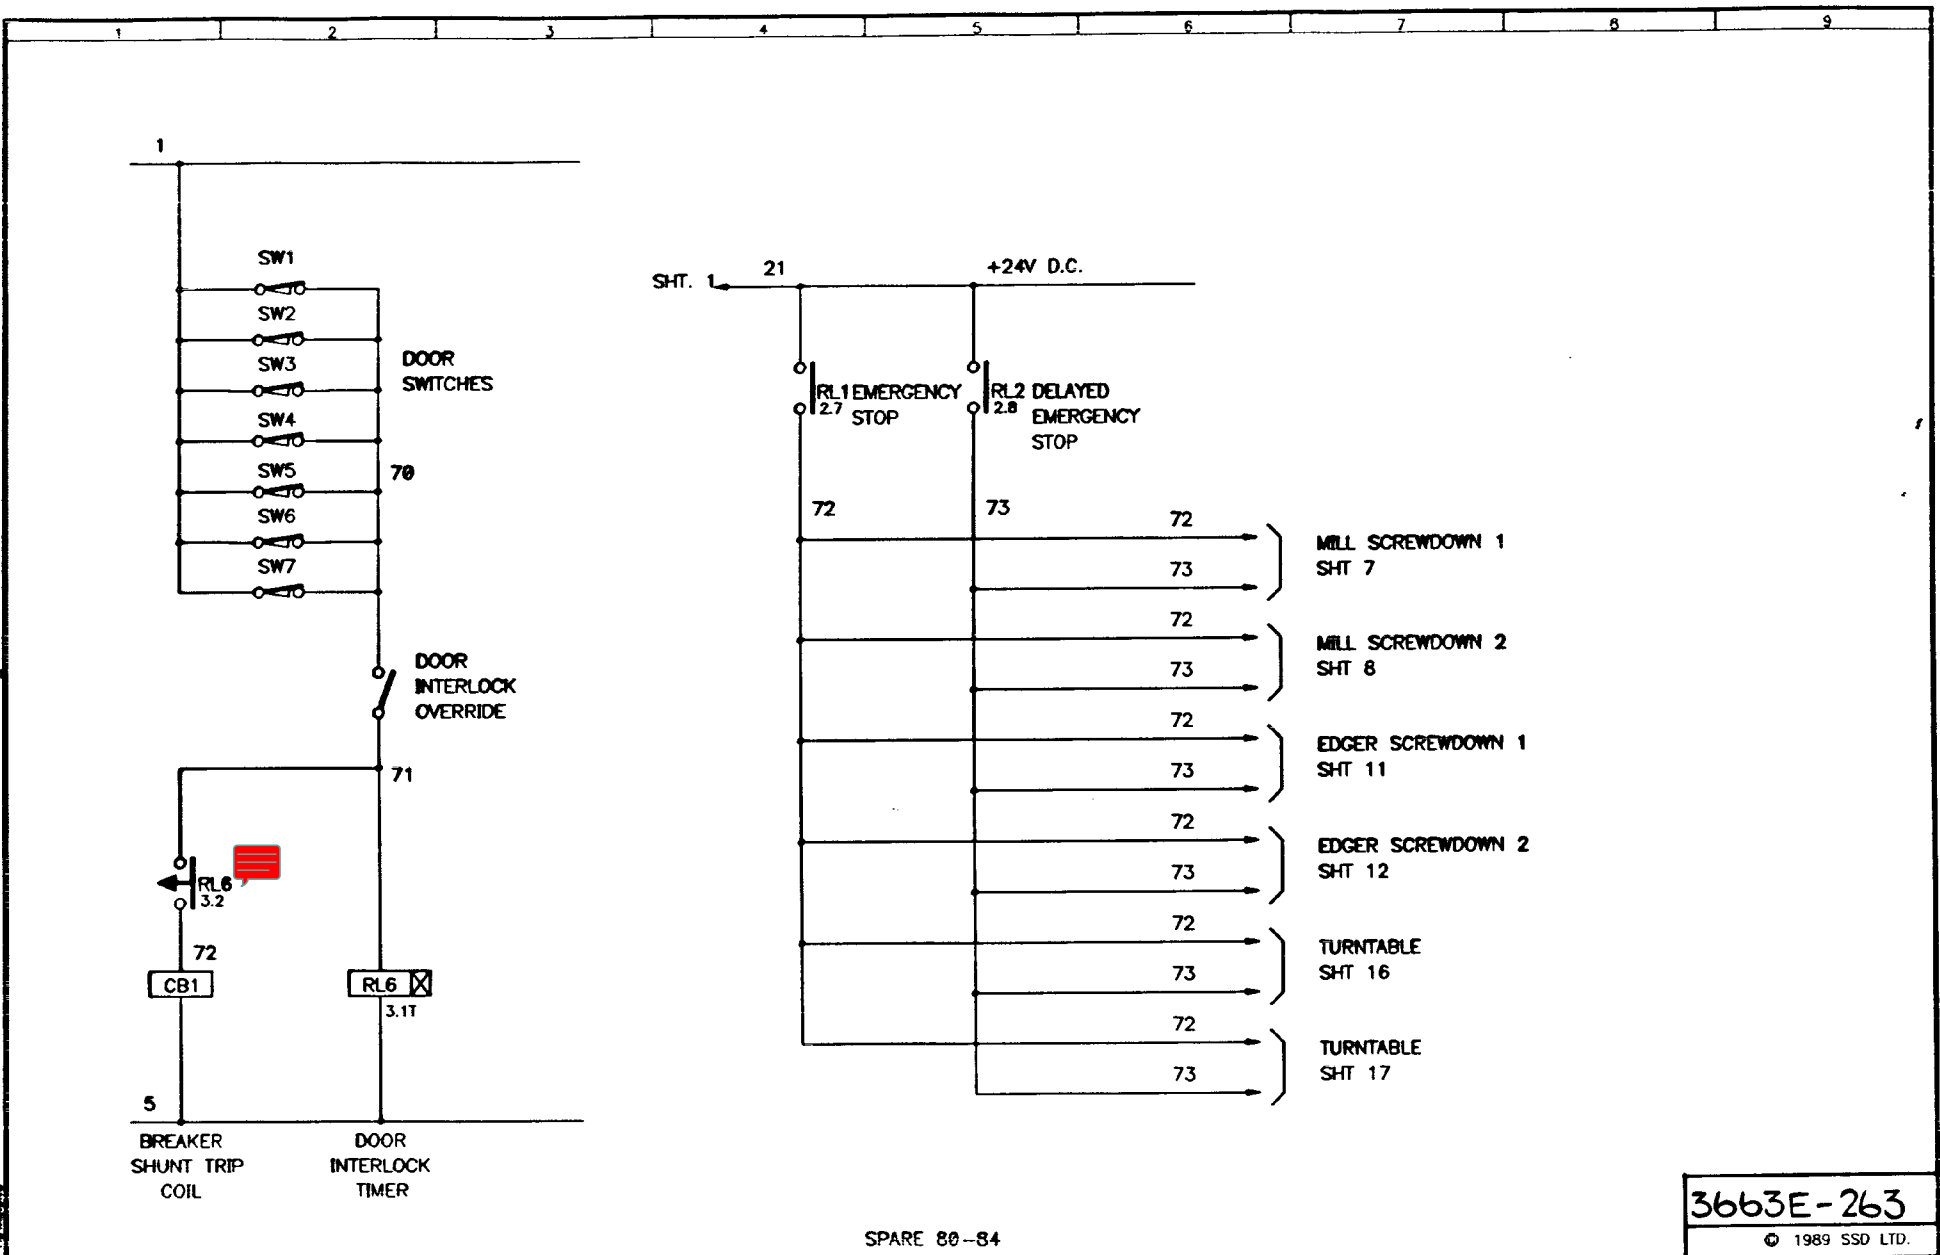 1 2 3 4 5 6 7 8 9
1
SW1
SW2
SW3
SW4
SW5
SW6
SW7
DOOR
SWITCHES
70
DOOR
INTERLOCK
OVERRIDE
71
RL6
3.2
72
CB1
RL6
3.1T
5
BREAKER
SHUNT TRIP
COIL
DOOR
INTERLOCK
TIMER
SHT. 1
21
+24V D.C.
RL1 EMERGENCY
2.7 STOP
RL2 DELAYED
2.8 EMERGENCY
STOP
72
73
72
73
MILL SCREWDOWN 1
SHT 7
72
73
MILL SCREWDOWN 2
SHT 8
72
73
EDGER SCREWDOWN 1
SHT 11
72
73
EDGER SCREWDOWN 2
SHT 12
72
73
TURNTABLE
SHT 16
72
73
TURNTABLE
SHT 17
SPARE 80-84
3663E-263
© 1989 SSD LTD.